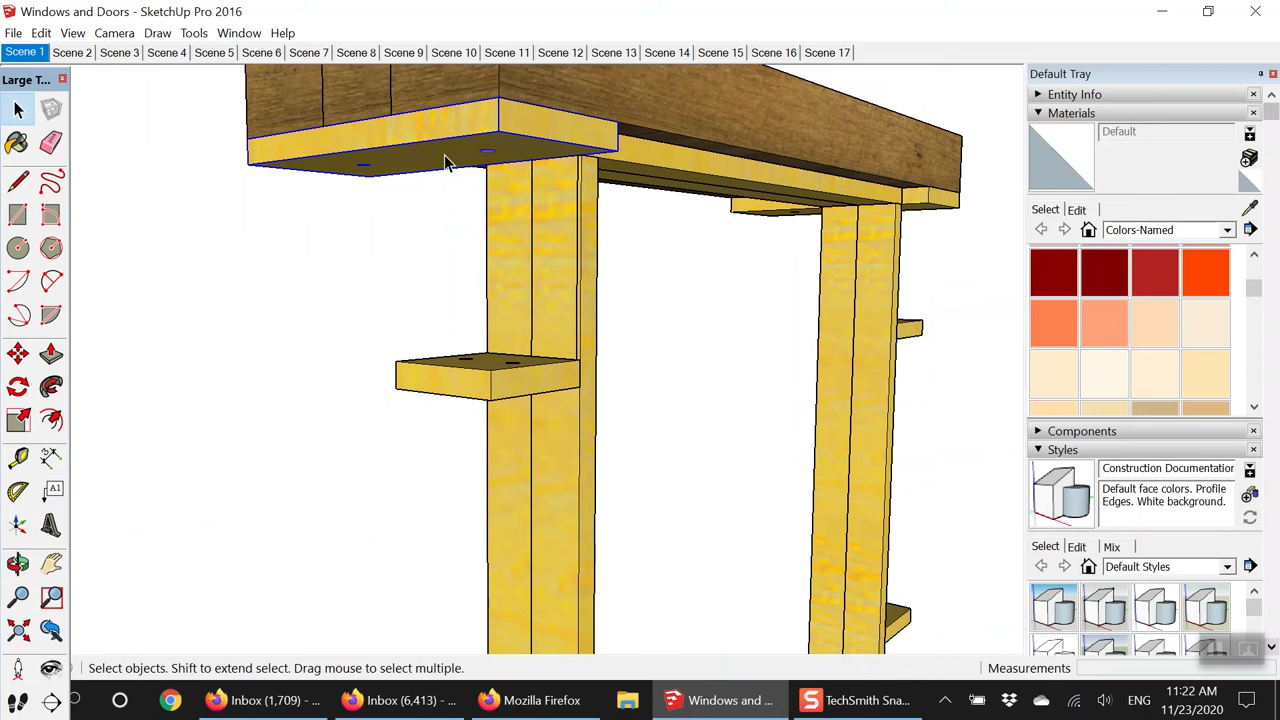 Windows and Doors - SketchUp Pro 2016
File Edit View Camera Draw Tools Window Help
Scene 1 Scene 2 Scene 3 Scene 4 Scene 5 Scene 6 Scene 7 Scene 8 Scene 9 Scene 10 Scene 11 Scene 12 Scene 13 Scene 14 Scene 15 Scene 16 Scene 17
Large T...
Default Tray
Entity Info
Materials
Default
Select Edit
Colors-Named
Components
Styles
Construction Documentation
Default face colors. Profile
Edges. White background.
Select Edit Mix
Default Styles
A1
Select objects. Shift to extend select. Drag mouse to select multiple.
Measurements
Inbox (1,709) - ...
Inbox (6,413) - ...
Mozilla Firefox
Windows and ...
TechSmith Sna...
ENG
11:22 AM
11/23/2020